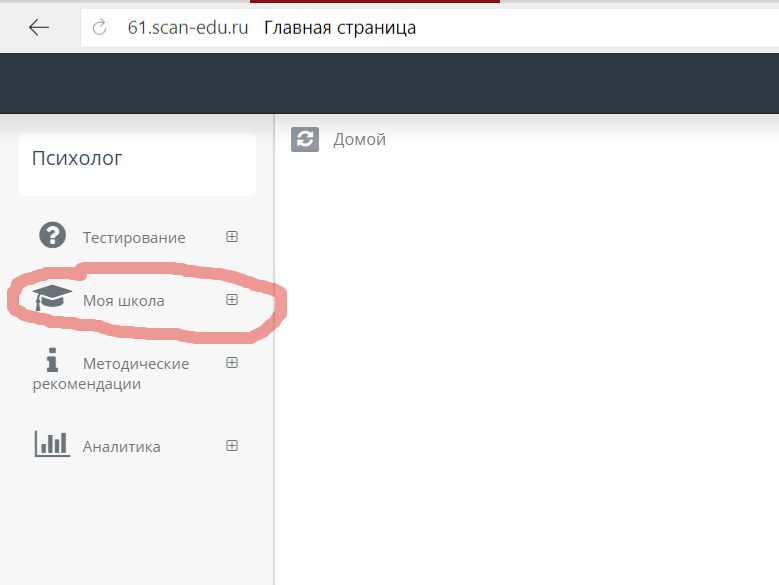 61.scan-edu.ru Главная страница
Домой
Психолог
Тестирование
Моя школа
Методические
рекомендации
Аналитика